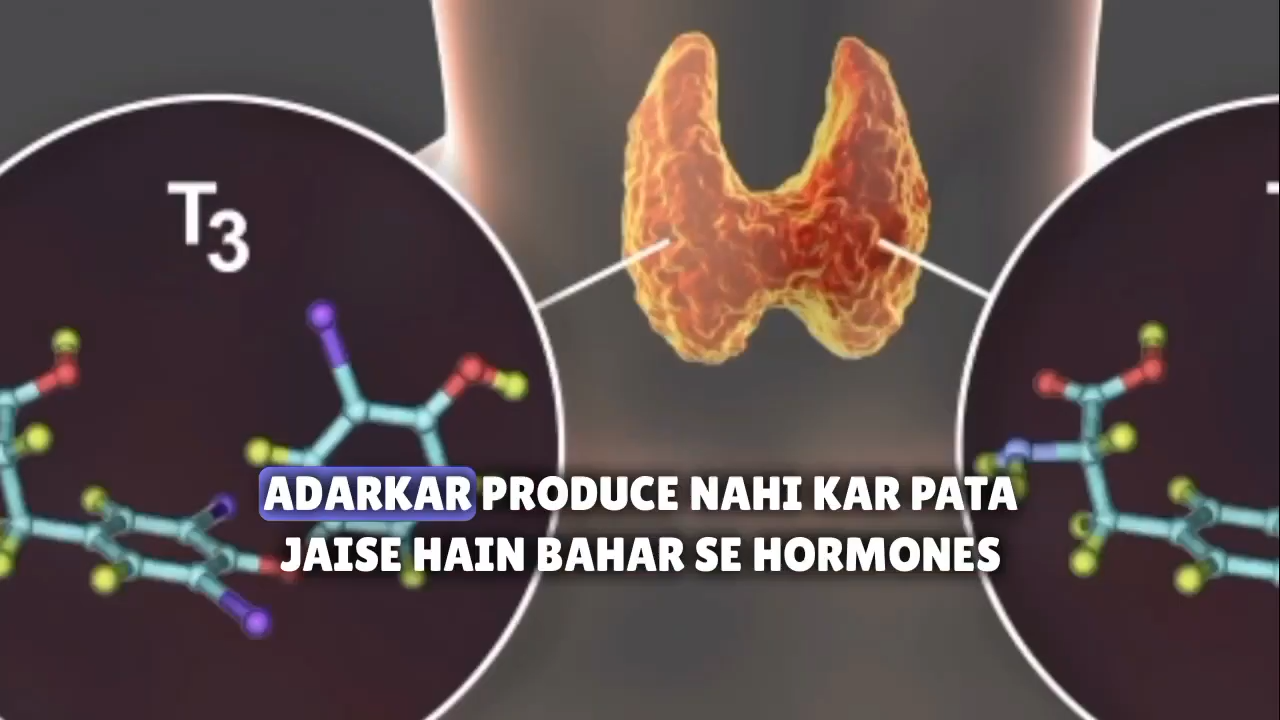 T3
ADARKAR PRODUCE NAHI KAR PATA
JAISE HAIN BAHAR SE HORMONES